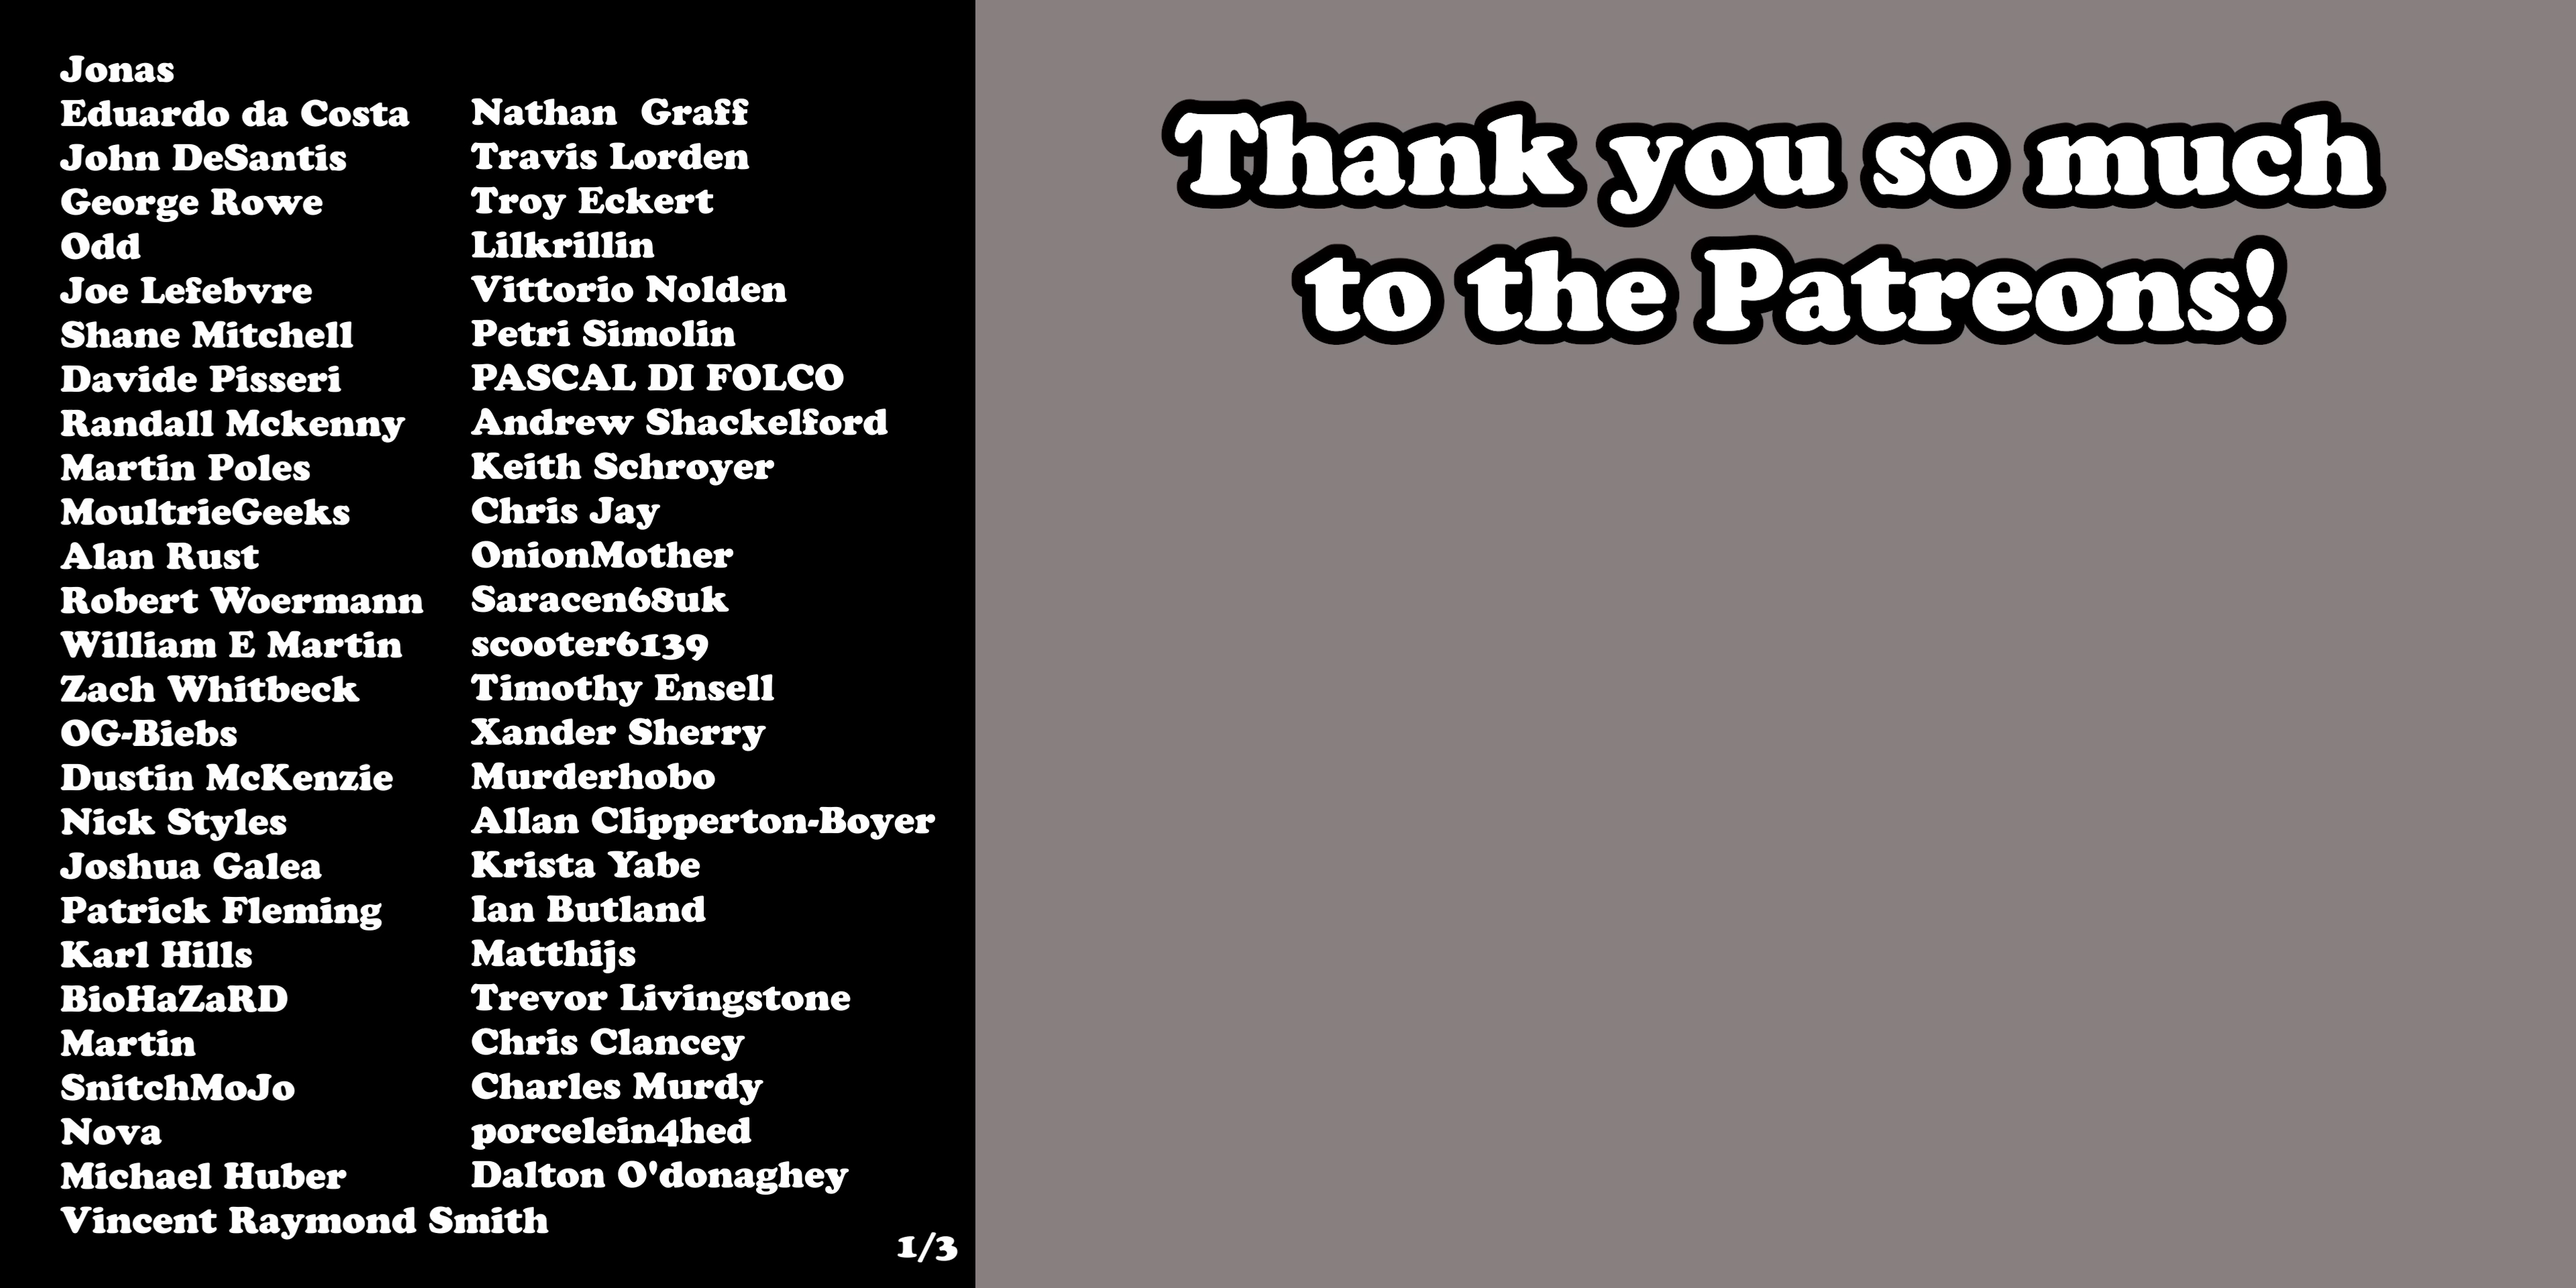 Jonas
Eduardo da Costa
John DeSantis
George Rowe
Odd
Joe Lefebvre
Shane Mitchell
Davide Pisseri
Randall Mckenny
Martin Poles
MoultrieGeeks
Alan Rust
Robert Woermann
William E Martin
Zach Whitbeck
OG-Biebs
Dustin McKenzie
Nick Styles
Joshua Galea
Patrick Fleming
Karl Hills
BioHaZaRD
Martin
SnitchMoJo
Nova
Michael Huber
Vincent Raymond Smith
Nathan  Graff
Travis Lorden
Troy Eckert
Lilkrillin
Vittorio Nolden
Petri Simolin
PASCAL DI FOLCO
Andrew Shackelford
Keith Schroyer
Chris Jay
OnionMother
Saracen68uk
scooter6139
Timothy Ensell
Xander Sherry
Murderhobo
Allan Clipperton-Boyer
Krista Yabe
Ian Butland
Matthijs
Trevor Livingstone
Chris Clancey
Charles Murdy
porcelein4hed
Dalton O'donaghey
1/3
Thank you so much
to the Patreons!